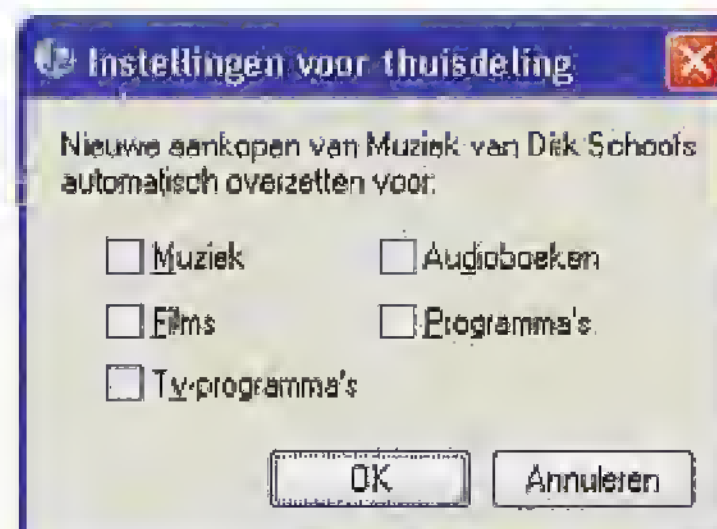 Instellingen voor thuisdeling
Nieuwe aankopen van Muziek van Dirk Schoofs
automatisch overzetten voor:
Muziek Audioboeken
Films Programma's
Tv-programma's
OK Annuleren